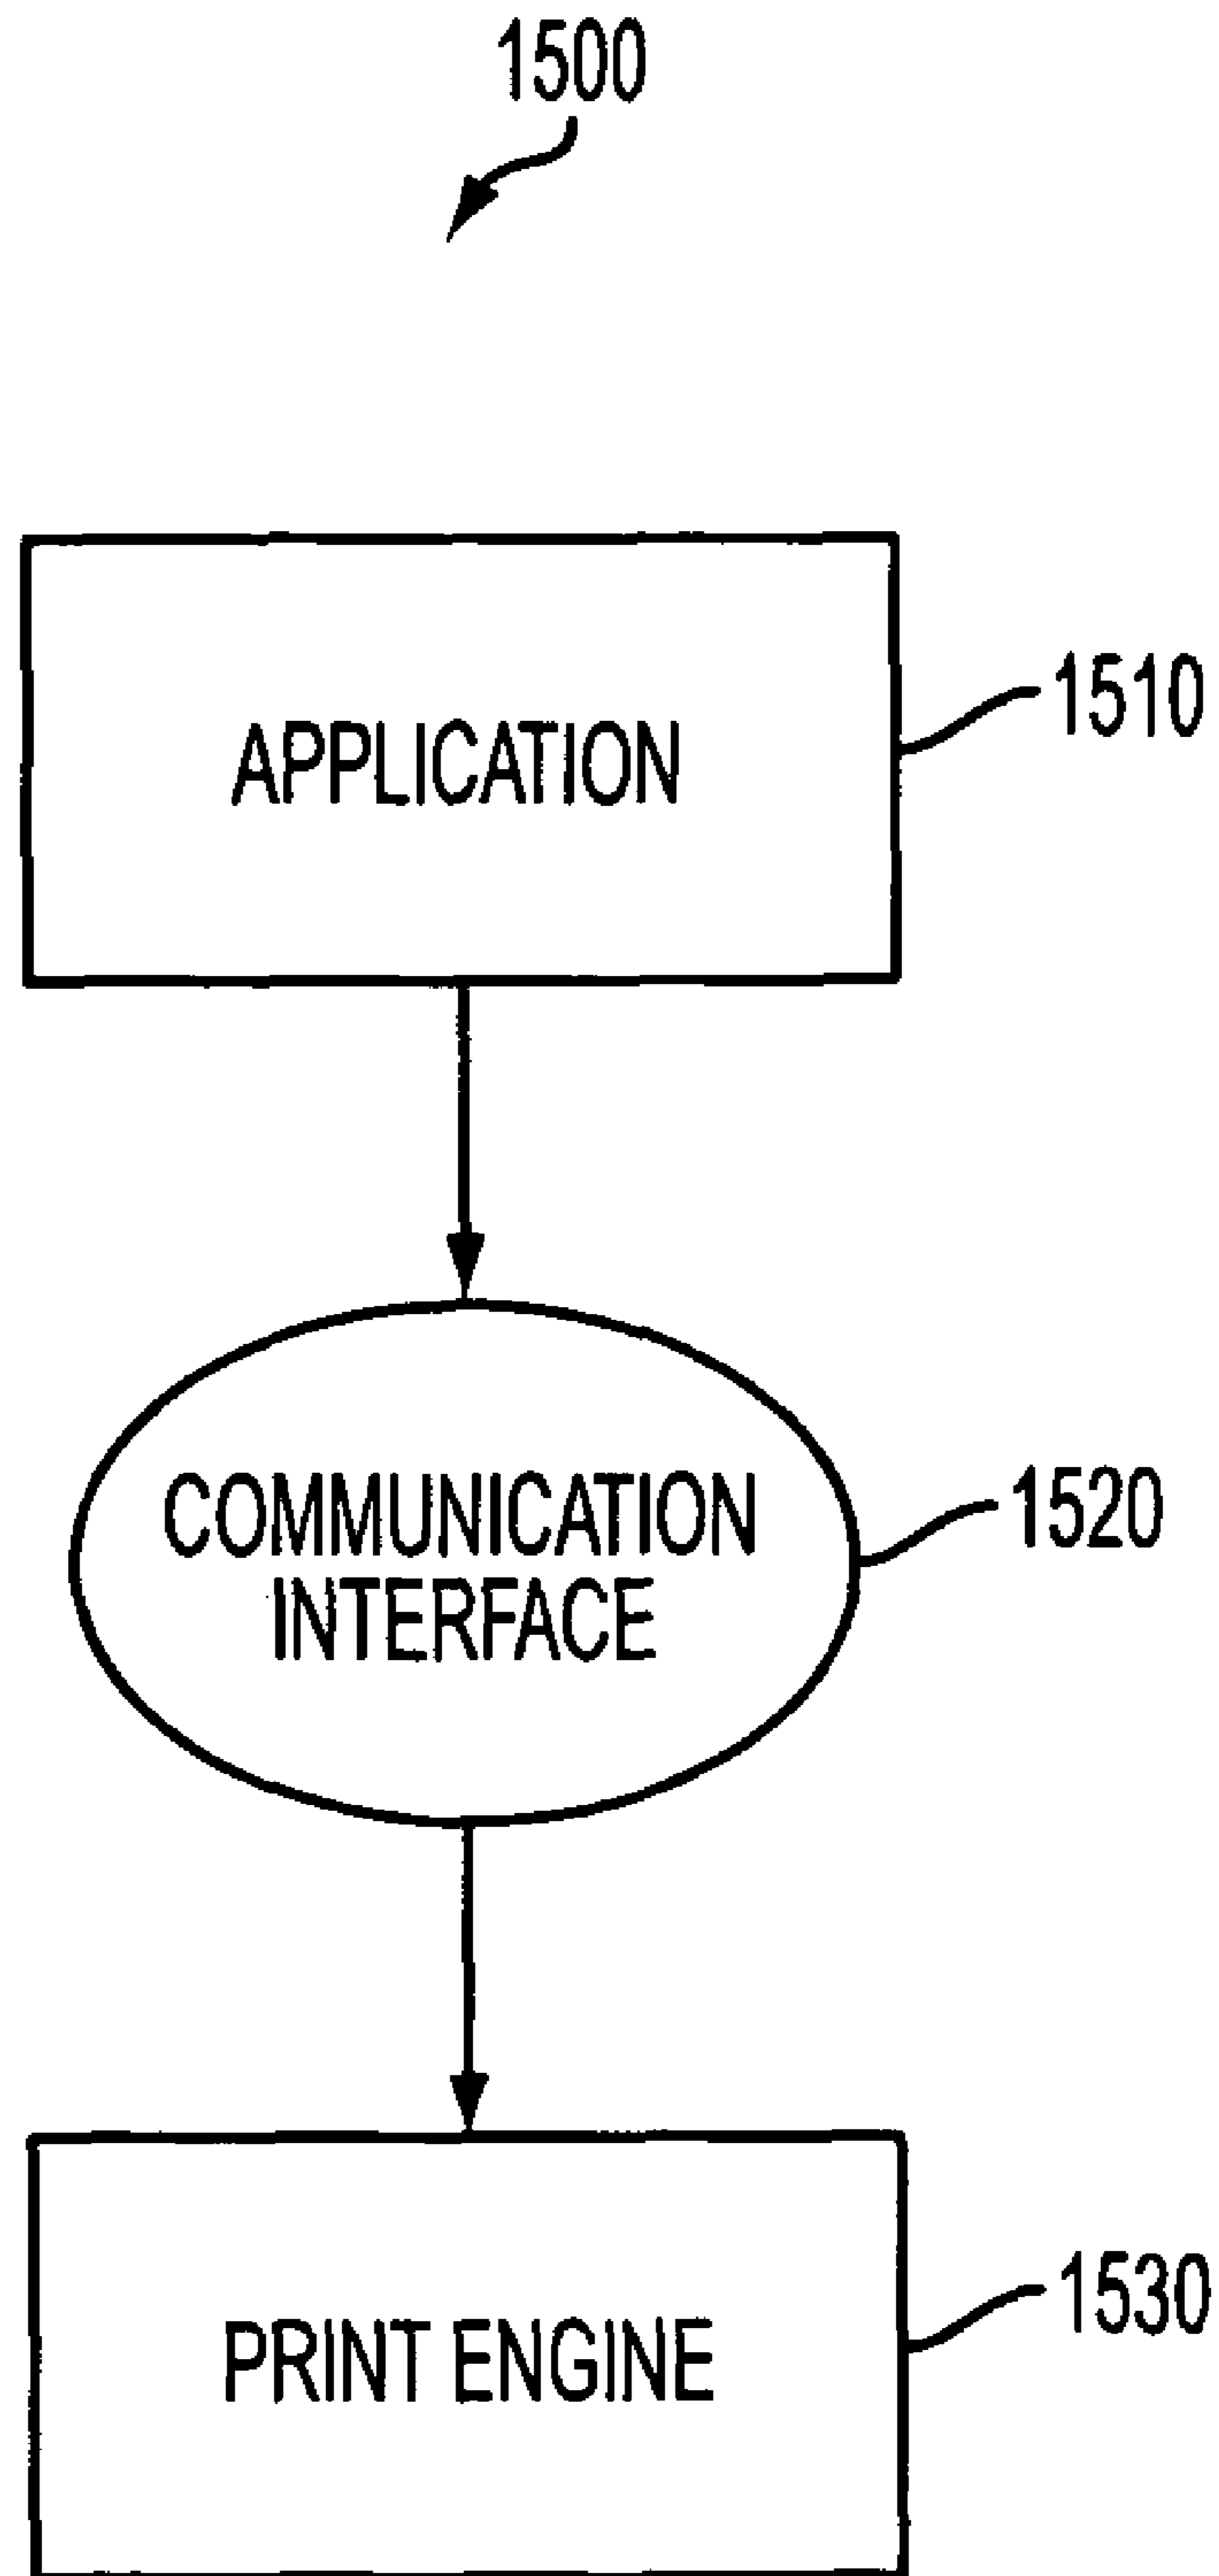 1500
APPLICATION
1510
COMMUNICATION
INTERFACE
1520
PRINT ENGINE
1530